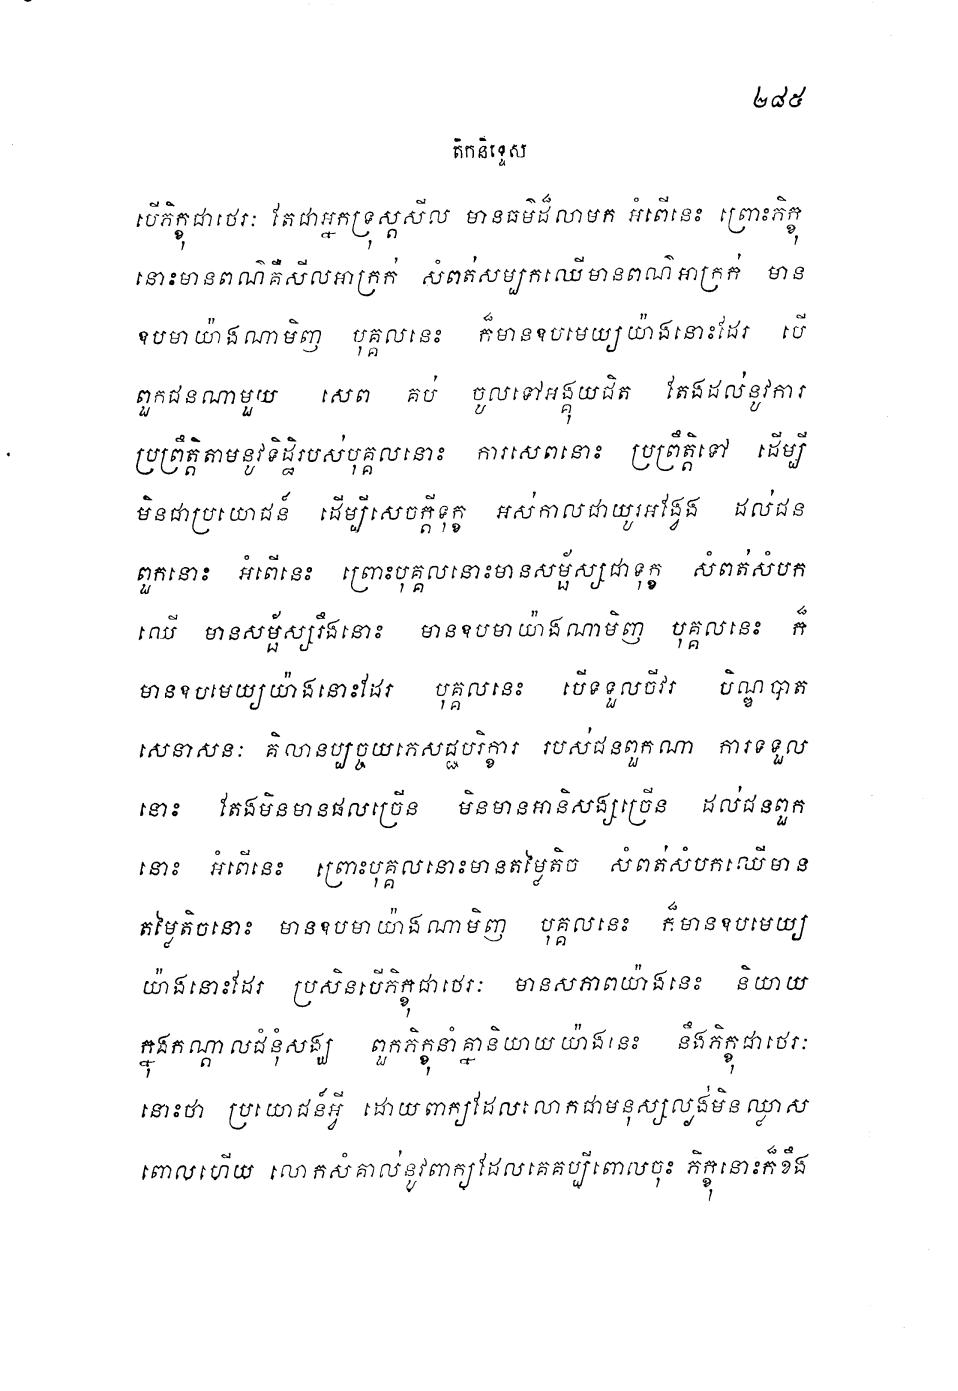 ២៨៥
តិកនិទ្ទេស
បើភិក្ខុជាថេរៈ តែជាអ្នកទ្រុស្តសីល មានធម៌ដ៏លាមក អំពើនេះ ព្រោះភិក្ខុ
នោះមានពណ៌គឺសីលអាក្រក់ សំពត់សម្បកឈើមានពណ៌អាក្រក់ មាន
ឧបមាយ៉ាងណាមិញ បុគ្គលនេះ ក៏មានឧបមេយ្យយ៉ាងនោះដែរ បើ
ពួកជនណាមួយ សេព គប់ ចូលទៅអង្គុយជិត តែងដល់នូវការ
ប្រព្រឹត្តិតាមនូវទិដ្ឋិរបស់បុគ្គលនោះ ការសេពនោះ ប្រព្រឹត្តិទៅ ដើម្បី
មិនជាប្រយោជន៍ ដើម្បីសេចក្តីទុក្ខ អស់កាលជាយូរអង្វែង ដល់ជន
ពួកនោះ អំពើនេះ ព្រោះបុគ្គលនោះមានសម្ផ័ស្សជាទុក្ខ សំពត់សំបក
ឈើ មានសម្ផ័ស្សរឹងនោះ មានឧបមាយ៉ាងណាមិញ បុគ្គលនេះ ក៏
មានឧបមេយ្យយ៉ាងនោះដែរ បុគ្គលនេះ បើទទួលចីវរ បិណ្ឌបាត
សេនាសនៈ គិលានប្បច្ចយភេសជ្ជបរិក្ខារ របស់ជនពួកណា ការទទួល
នោះ តែងមិនមានផលច្រើន មិនមានអានិសង្សច្រើន ដល់ជនពួក
នោះ អំពើនេះ ព្រោះបុគ្គលនោះមានតម្លៃតិច សំពត់សំបកឈើមាន
តម្លៃតិចនោះ មានឧបមាយ៉ាងណាមិញ បុគ្គលនេះ ក៏មានឧបមេយ្យ
យ៉ាងនោះដែរ ប្រសិនបើភិក្ខុជាថេរៈ មានសភាពយ៉ាងនេះ និយាយ
ក្នុងកណ្តាលជំនុំសង្ឃ ពួកភិក្ខុនាំគ្នានិយាយយ៉ាងនេះ នឹងភិក្ខុជាថេរៈ
នោះថា ប្រយោជន៍អ្វី ដោយពាក្យដែលលោកជាមនុស្សល្ងង់មិនឈ្លាស
ពោលហើយ លោកសំគាល់នូវពាក្យដែលគេគប្បីពោលចុះ ភិក្ខុនោះក៏ខឹង